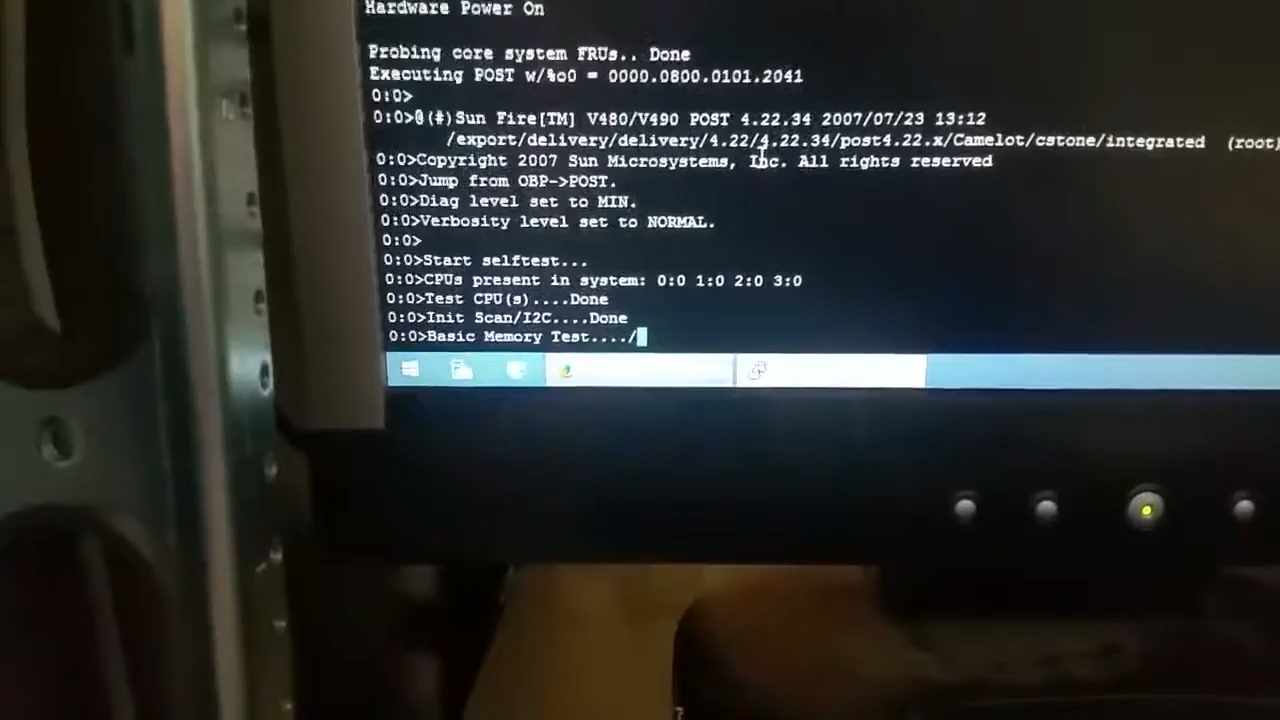 Hardware Power On
Probing core system FRUs.. Done
Executing POST w/%o0 = 0000.0800.0101.2041
0:0>
0:0>@(#)Sun Fire[TM] V480/V490 POST 4.22.34 2007/07/23 13:12
/export/delivery/delivery/4.22/4.22.34/post4.22.x/Camelot/cstone/integrated (root)
0:0>Copyright 2007 Sun Microsystems, Inc. All rights reserved
0:0>Jump from OBP->POST.
0:0>Diag level set to MIN.
0:0>Verbosity level set to NORMAL.
0:0>
0:0>Start selftest...
0:0>CPUs present in system: 0:0 1:0 2:0 3:0
0:0>Test CPU(s)....Done
0:0>Init Scan/I2C....Done
0:0>Basic Memory Test..../